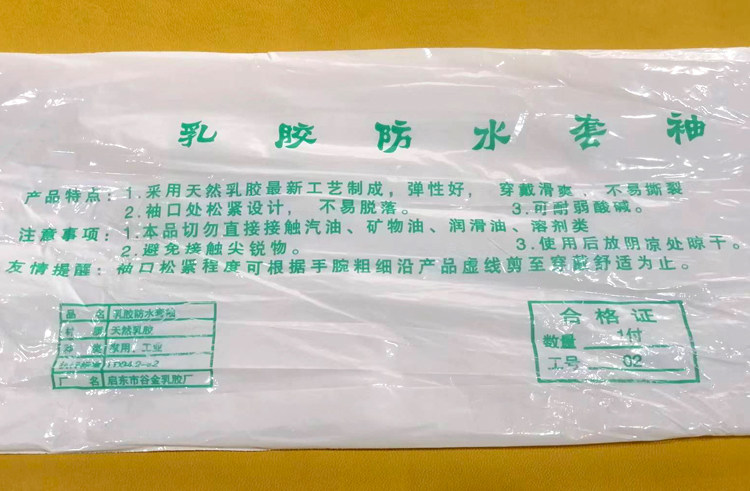 乳胶防水套袖
产品特点：1.采用天然乳胶最新工艺制成，弹性好， 穿戴滑爽，不易撕裂
2.袖口处松紧设计， 不易脱落。 3.可耐弱酸碱。
注意事项：1.本品切勿直接接触汽油、矿物油、润滑油、溶剂类
2.避免接触尖锐物。 3.使用后放阴凉处晾干。
友情提醒：袖口松紧程度可根据手腕粗细沿产品虚线剪至穿戴舒适为止。
品 名 乳胶防水套袖
天然乳胶
家用、工业
厂 名 启东市谷金乳胶厂
合格证
数量 1付
工号 02